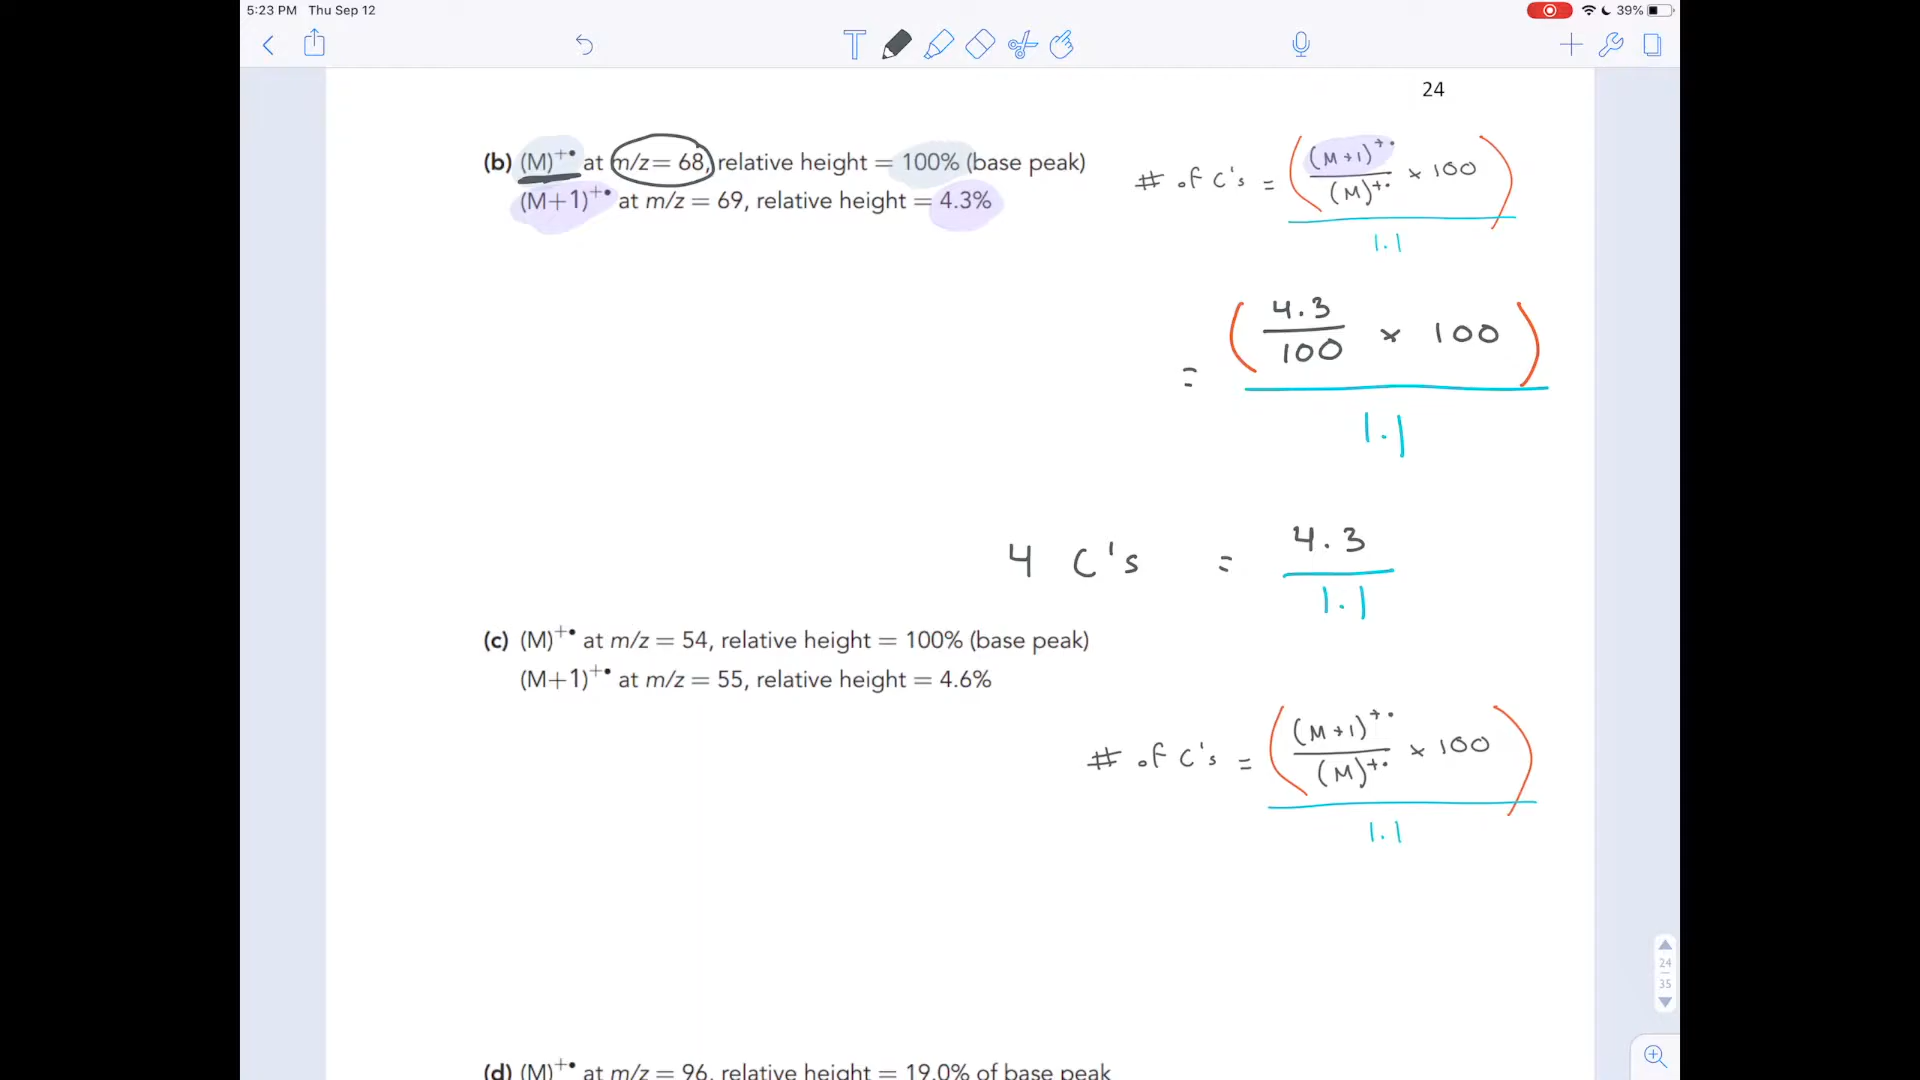 5:23 PM Thu Sep 12
39%
T
24
(b) (M)+• at m/z = 68, relative height = 100% (base peak)
(M+1)+• at m/z = 69, relative height = 4.3%
# of C's = ( (M+1)+• / (M)+• × 100 )
1.1
= ( 4.3 / 100 × 100 )
1.1
4 C's = 4.3 / 1.1
(c) (M)+• at m/z = 54, relative height = 100% (base peak)
(M+1)+• at m/z = 55, relative height = 4.6%
# of C's = ( (M+1)+• / (M)+• × 100 )
1.1
24
35
(d) (M)+• at m/z = 96, relative height = 19.0% of base peak